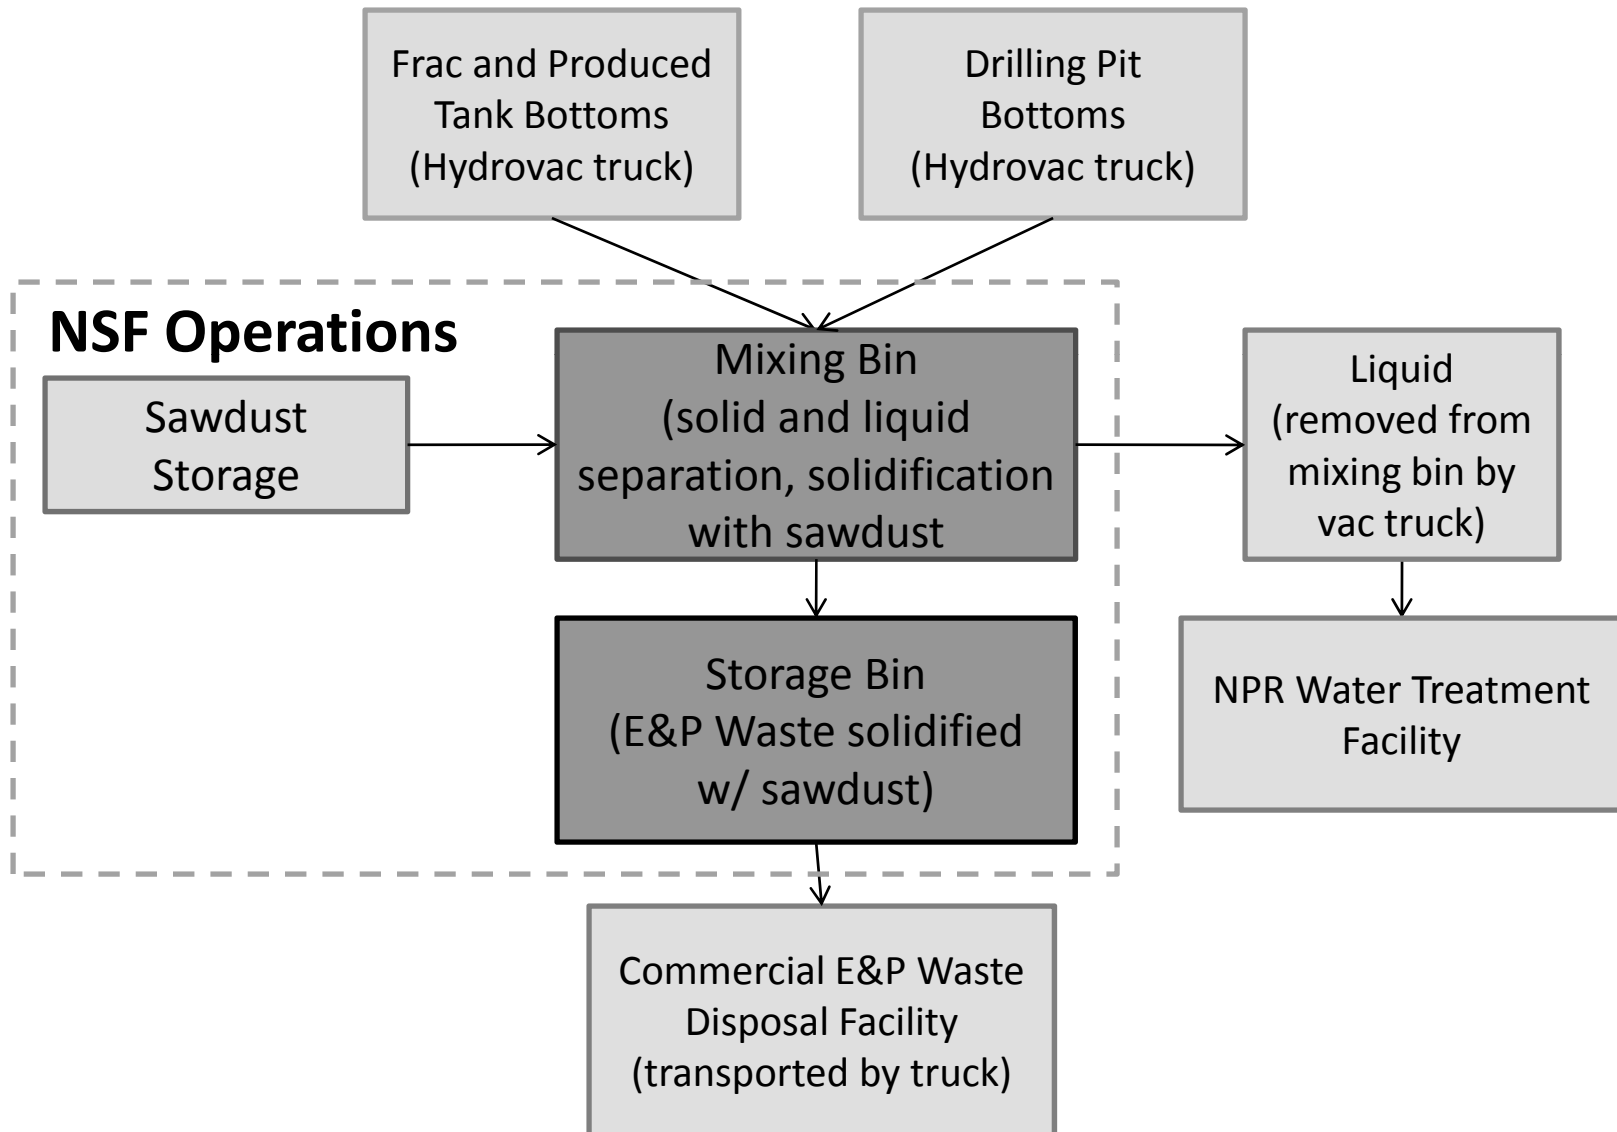 Frac and Produced
Tank Bottoms
(Hydrovac truck)
Drilling Pit
Bottoms
(Hydrovac truck)
NSF Operations
Sawdust
Storage
Mixing Bin
(solid and liquid
separation, solidification
with sawdust
Liquid
(removed from
mixing bin by
vac truck)
Storage Bin
(E&P Waste solidified
w/ sawdust)
NPR Water Treatment
Facility
Commercial E&P Waste
Disposal Facility
(transported by truck)